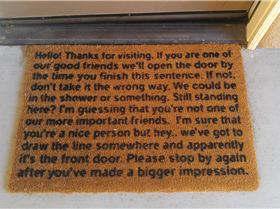 Hello! Thanks for visiting. If you are one of
our good friends we'll open the door by
the time you finish this sentence. If not,
don't take it the wrong way. We could be
in the shower or something. Still standing
here? I'm guessing that you're not one of
our more important friends. I'm sure that
you're a nice person but hey.. we've got to
draw the line somewhere and apparently
it's the front door. Please stop by again
after you've made a bigger impression.